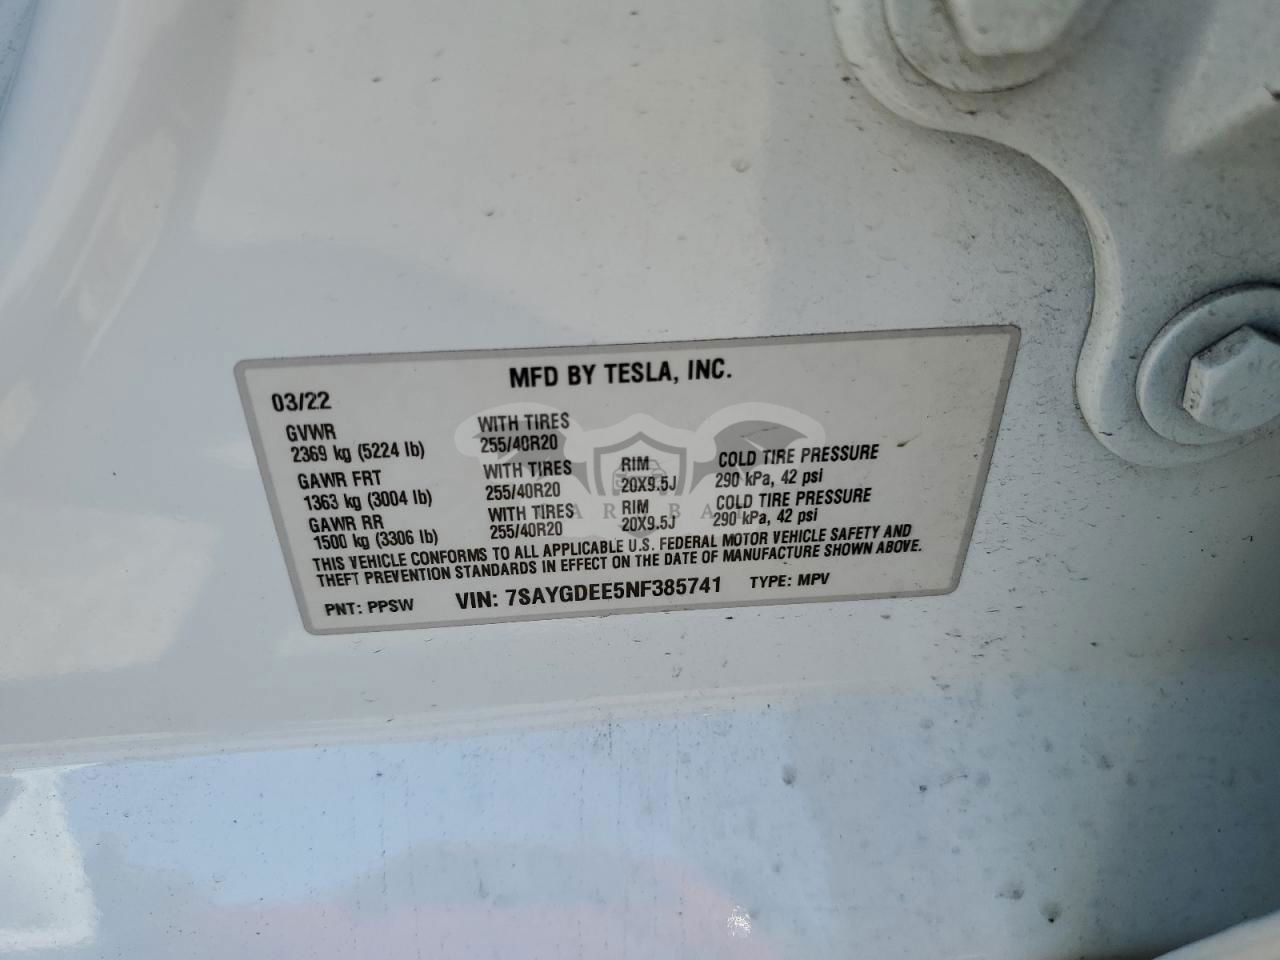 MFD BY TESLA, INC.
03/22
GVWR WITH TIRES
2369 kg (5224 lb) 255/40R20
GAWR FRT WITH TIRES RIM COLD TIRE PRESSURE
1363 kg (3004 lb) 255/40R20 20X9.5J 290 kPa, 42 psi
GAWR RR WITH TIRES RIM COLD TIRE PRESSURE
1500 kg (3306 lb) 255/40R20 20X9.5J 290 kPa, 42 psi
THIS VEHICLE CONFORMS TO ALL APPLICABLE U.S. FEDERAL MOTOR VEHICLE SAFETY AND
THEFT PREVENTION STANDARDS IN EFFECT ON THE DATE OF MANUFACTURE SHOWN ABOVE.
PNT: PPSW VIN: 7SAYGDEE5NF385741 TYPE: MPV